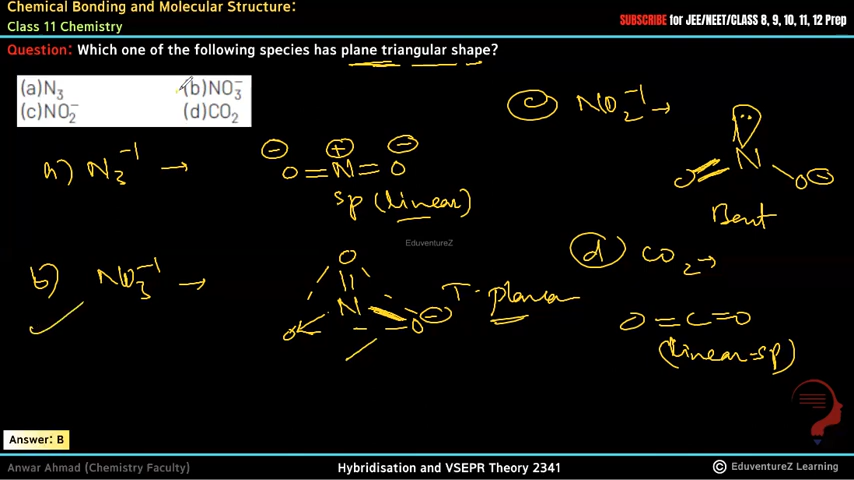 Chemical Bonding and Molecular Structure:
Class 11 Chemistry
SUBSCRIBE for JEE/NEET/CLASS 8, 9, 10, 11, 12 Prep
Question: Which one of the following species has plane triangular shape?
(a)N₃ (b)NO₃⁻
(c)NO₂⁻ (d)CO₂
a) N₃⁻¹ →
⊖ ⊕ ⊖
O=N=O
sp (linear)
b) NO₃⁻¹ →
O
||
N
O O ⊖
T. planar
c NO₂⁻¹ →
:
N
O O ⊖
Bent
d CO₂ →
O=C=O
(linear-sp)
EduventureZ
Answer: B
Anwar Ahmad (Chemistry Faculty)
Hybridisation and VSEPR Theory 2341
© EduventureZ Learning